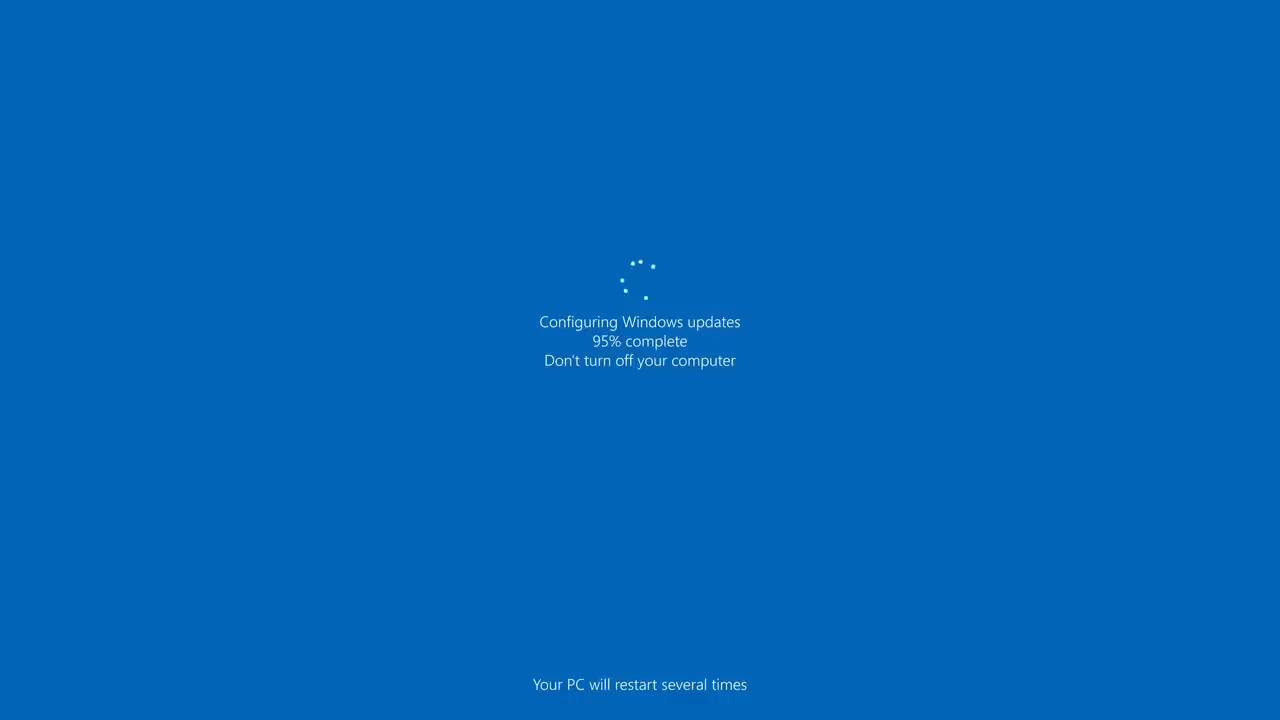 Configuring Windows updates
95% complete
Don't turn off your computer
Your PC will restart several times